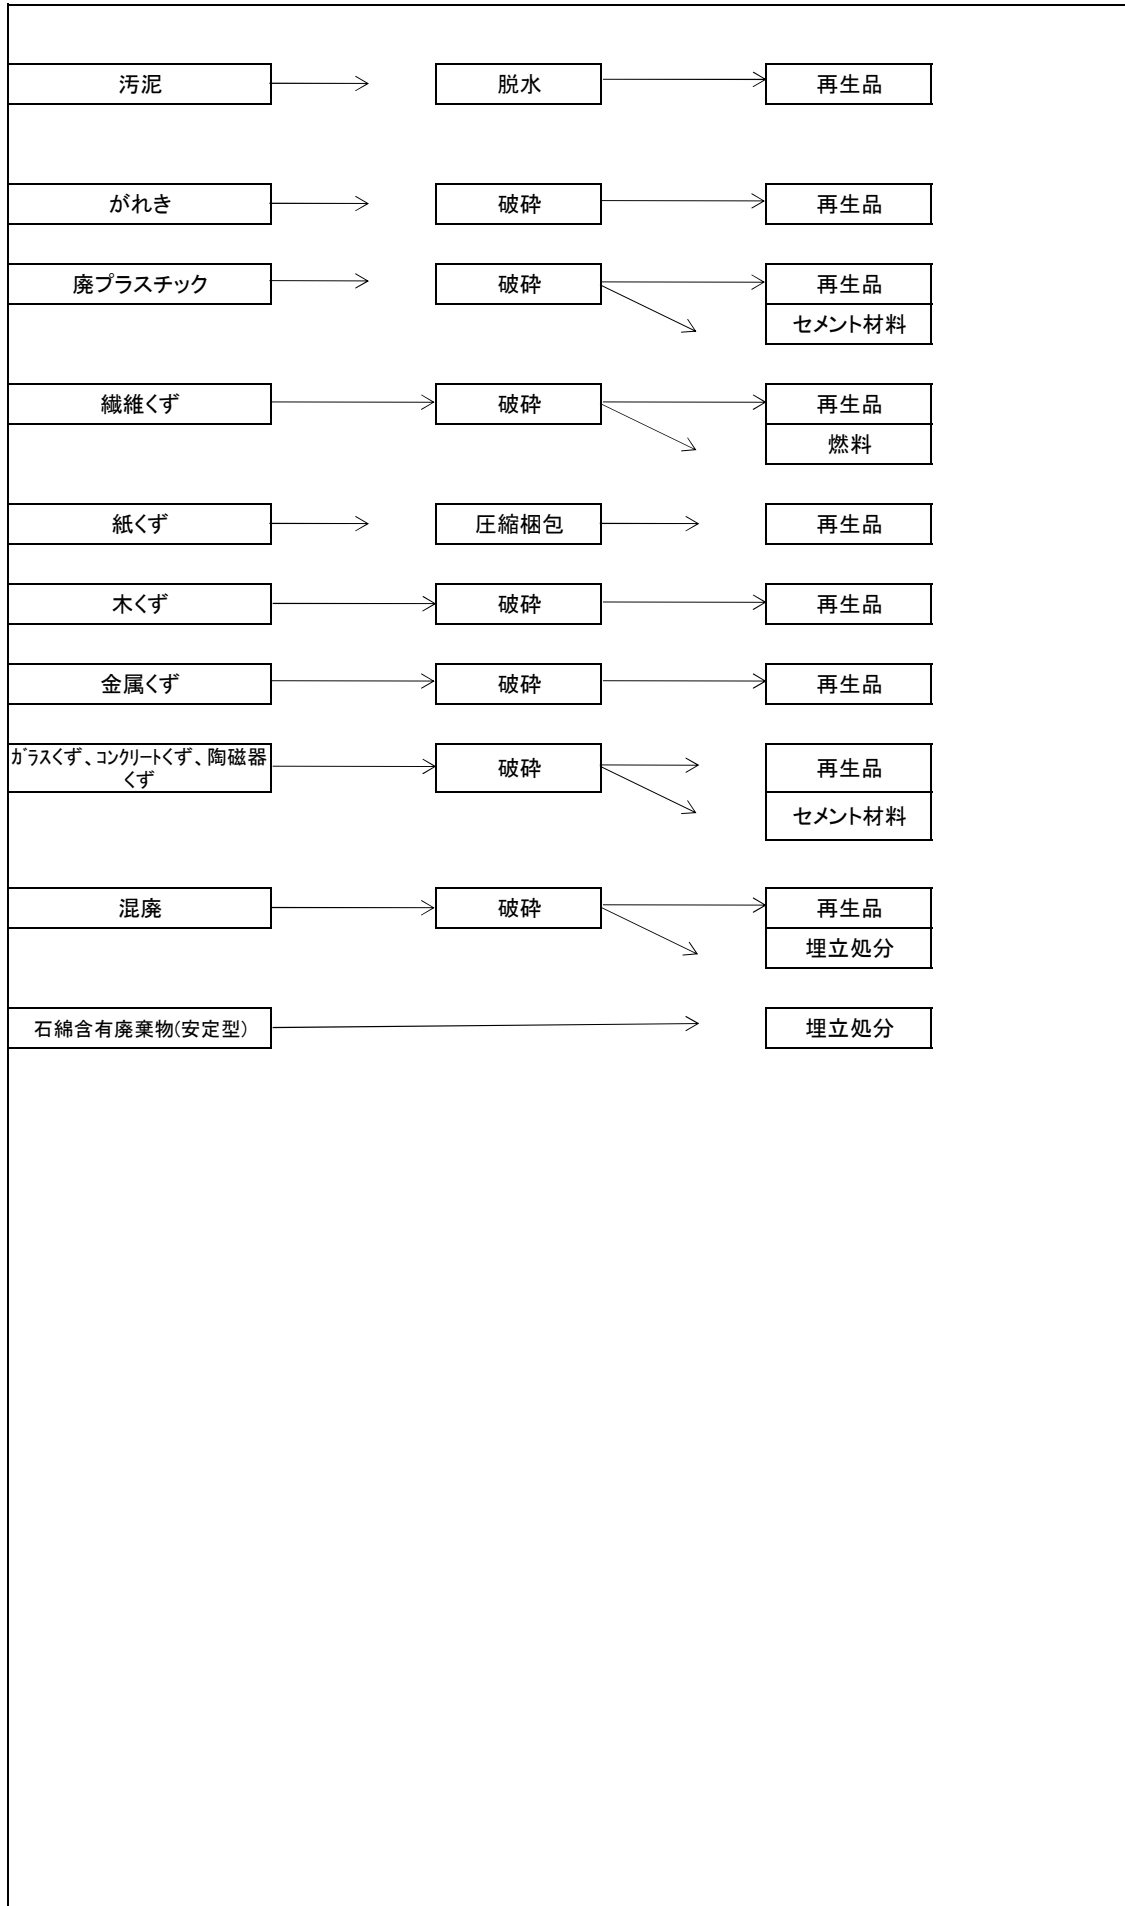 汚泥
脱水
再生品
がれき
破砕
再生品
廃プラスチック
破砕
再生品
セメント材料
繊維くず
破砕
再生品
燃料
紙くず
圧縮梱包
再生品
木くず
破砕
再生品
金属くず
破砕
再生品
ｶﾞﾗｽくず、ｺﾝｸﾘｰﾄくず、陶磁器
くず
破砕
再生品
セメント材料
混廃
破砕
再生品
埋立処分
石綿含有廃棄物(安定型)
埋立処分